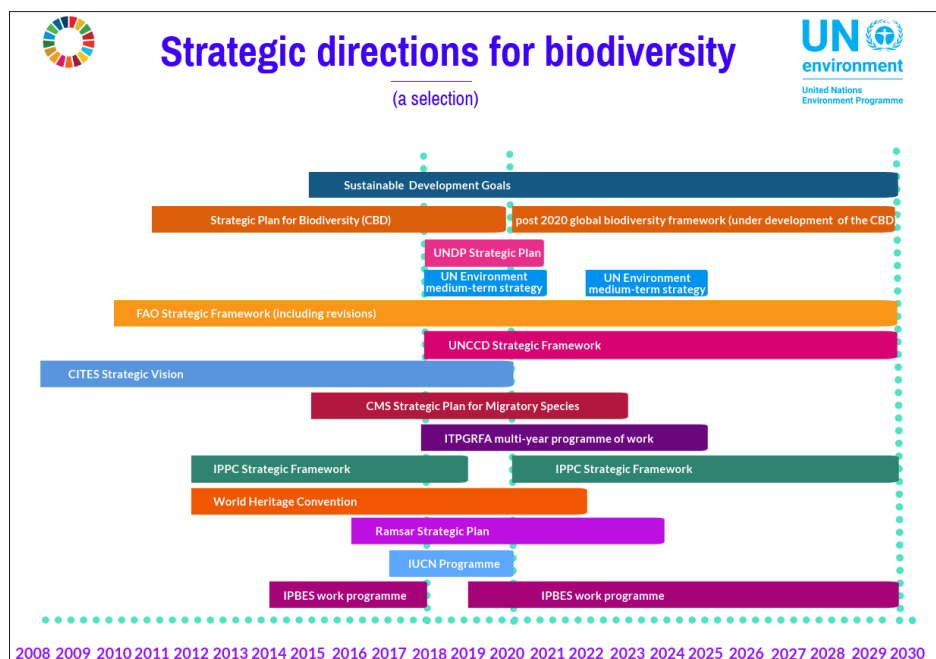 Strategic directions for biodiversity
(a selection)
UN
environment
United Nations
Environment Programme
Sustainable Development Goals
Strategic Plan for Biodiversity (CBD)
post 2020 global biodiversity framework (under development of the CBD)
UNDP Strategic Plan
UN Environment
medium-term strategy
UN Environment
medium-term strategy
FAO Strategic Framework (including revisions)
UNCCD Strategic Framework
CITES Strategic Vision
CMS Strategic Plan for Migratory Species
ITPGRFA multi-year programme of work
IPPC Strategic Framework
IPPC Strategic Framework
World Heritage Convention
Ramsar Strategic Plan
IUCN Programme
IPBES work programme
IPBES work programme
2008 2009 2010 2011 2012 2013 2014 2015 2016 2017 2018 2019 2020 2021 2022 2023 2024 2025 2026 2027 2028 2029 2030